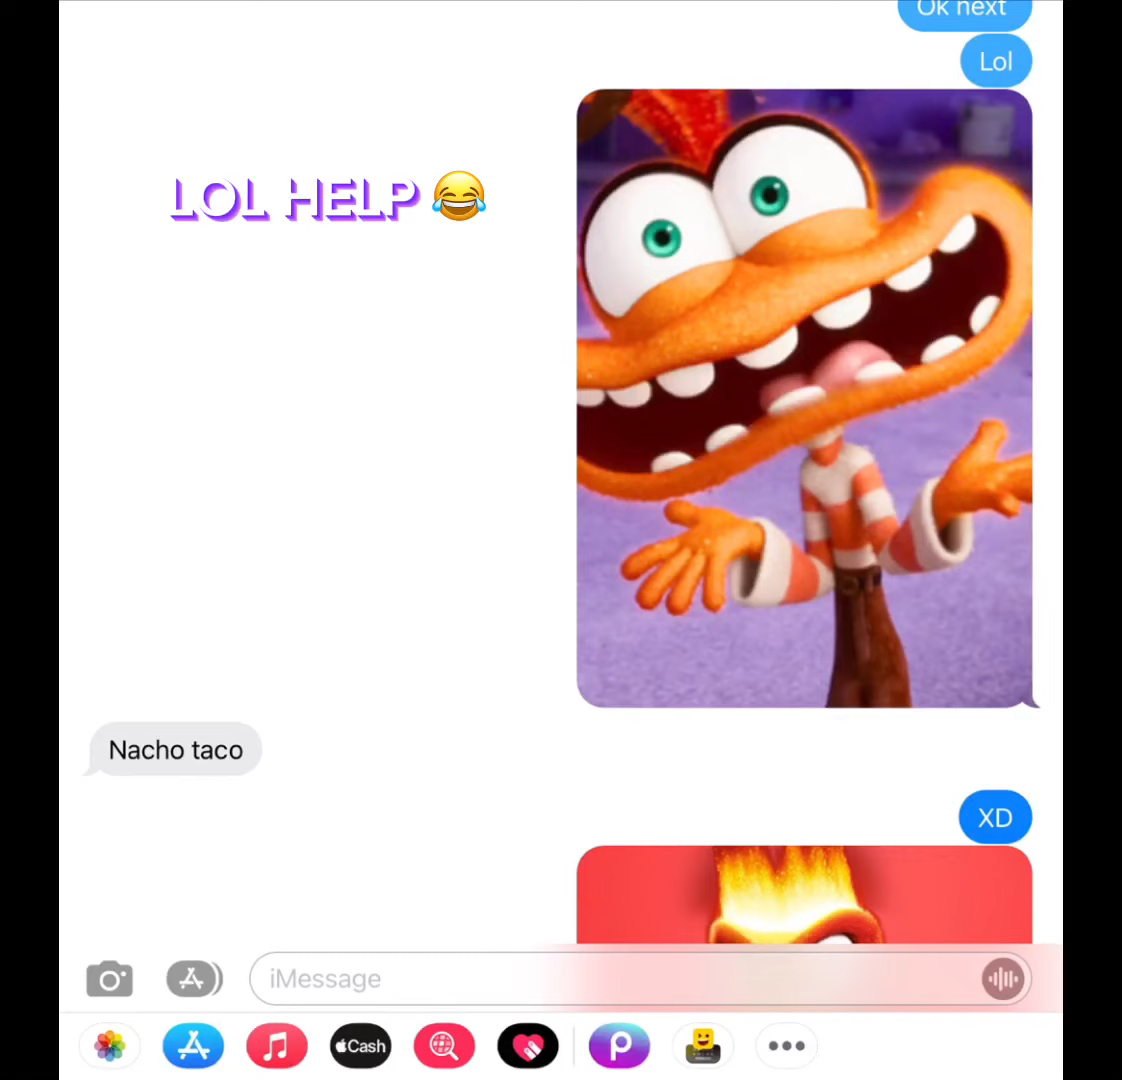 Ok next
Lol
LOL HELP 😂
Nacho taco
XD
iMessage
Cash